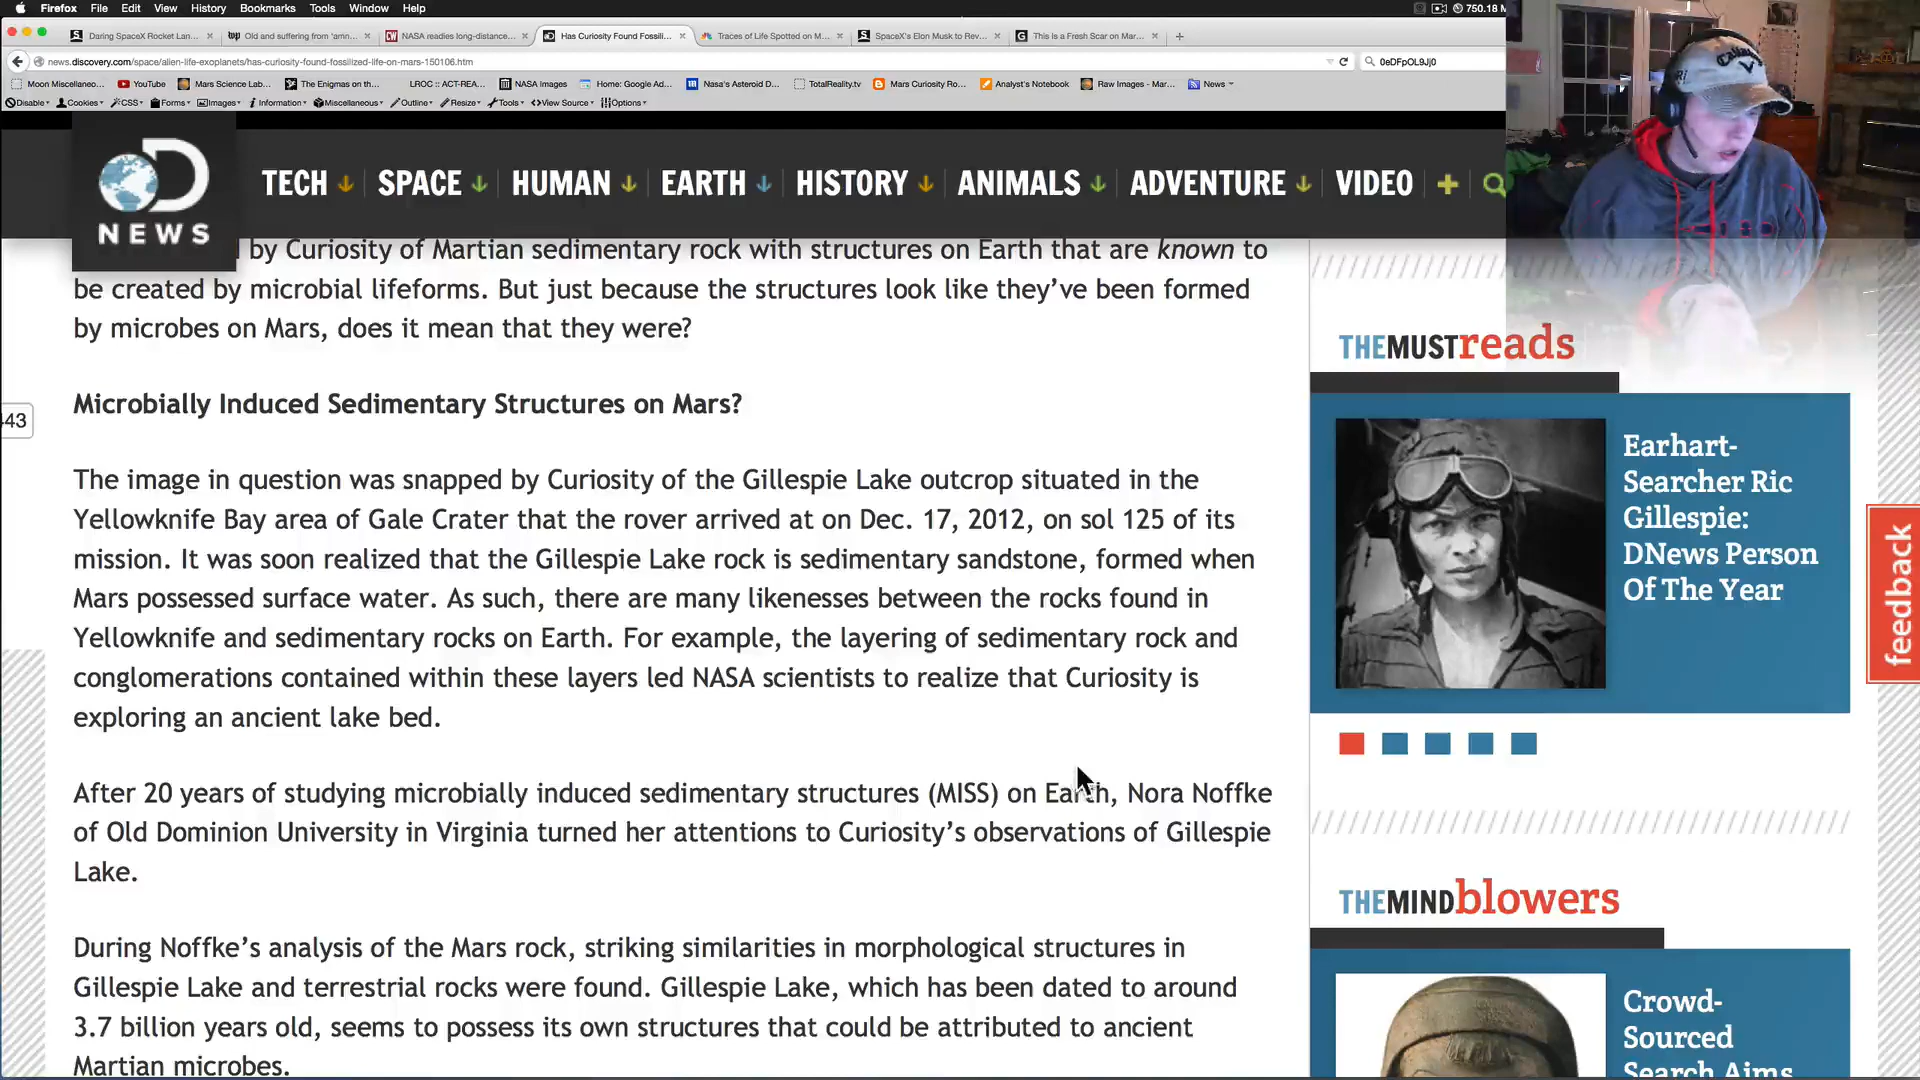 Firefox File Edit View History Bookmarks Tools Window Help 750.18 M
Daring SpaceX Rocket Lan... Old and suffering from 'amn... NASA readies long-distance... Has Curiosity Found Fossili... Traces of Life Spotted on M... SpaceX's Elon Musk to Rev... This Is a Fresh Scar on Mar...
news.discovery.com/space/alien-life-exoplanets/has-curiosity-found-fossilized-life-on-mars-150106.htm 0eDFpOL9Jj0
Moon Miscellaneo... YouTube Mars Science Lab... The Enigmas on th... LROC :: ACT-REA... NASA Images Home: Google Ad... Nasa's Asteroid D... TotalReality.tv Mars Curiosity Ro... Analyst's Notebook Raw Images - Mar... News
Disable Cookies CSS Forms Images Information Miscellaneous Outline Resize Tools View Source Options
D NEWS
TECH SPACE HUMAN EARTH HISTORY ANIMALS ADVENTURE VIDEO
by Curiosity of Martian sedimentary rock with structures on Earth that are known to
be created by microbial lifeforms. But just because the structures look like they've been formed
by microbes on Mars, does it mean that they were?
Microbially Induced Sedimentary Structures on Mars?
443
The image in question was snapped by Curiosity of the Gillespie Lake outcrop situated in the
Yellowknife Bay area of Gale Crater that the rover arrived at on Dec. 17, 2012, on sol 125 of its
mission. It was soon realized that the Gillespie Lake rock is sedimentary sandstone, formed when
Mars possessed surface water. As such, there are many likenesses between the rocks found in
Yellowknife and sedimentary rocks on Earth. For example, the layering of sedimentary rock and
conglomerations contained within these layers led NASA scientists to realize that Curiosity is
exploring an ancient lake bed.
After 20 years of studying microbially induced sedimentary structures (MISS) on Earth, Nora Noffke
of Old Dominion University in Virginia turned her attentions to Curiosity's observations of Gillespie
Lake.
During Noffke's analysis of the Mars rock, striking similarities in morphological structures in
Gillespie Lake and terrestrial rocks were found. Gillespie Lake, which has been dated to around
3.7 billion years old, seems to possess its own structures that could be attributed to ancient
Martian microbes.
THEMUSTreads
Earhart-
Searcher Ric
Gillespie:
DNews Person
Of The Year
THEMINDblowers
Crowd-
Sourced
Search Aims
feedback